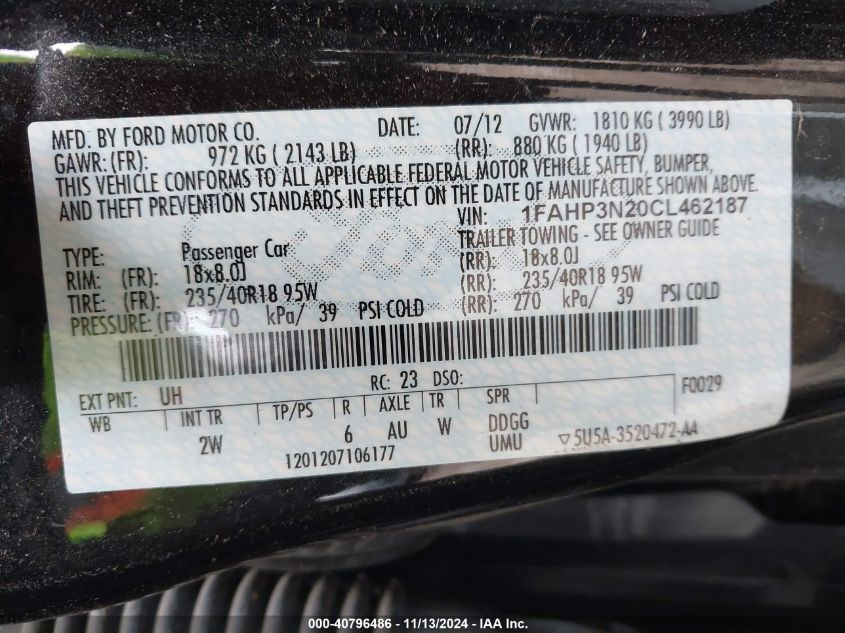 MFD. BY FORD MOTOR CO. DATE: 07/12 GVWR: 1810 KG ( 3990 LB)
GAWR: (FR): 972 KG ( 2143 LB) (RR): 880 KG ( 1940 LB)
THIS VEHICLE CONFORMS TO ALL APPLICABLE FEDERAL MOTOR VEHICLE SAFETY, BUMPER,
AND THEFT PREVENTION STANDARDS IN EFFECT ON THE DATE OF MANUFACTURE SHOWN ABOVE.
VIN: 1FAHP3N20CL462187
TYPE: Passenger Car TRAILER TOWING - SEE OWNER GUIDE
RIM: (FR): 18x8.0J (RR): 18x8.0J
TIRE: (FR): 235/40R18 95W (RR): 235/40R18 95W
PRESSURE: (FR): 270 kPa/ 39 PSI COLD (RR): 270 kPa/ 39 PSI COLD
EXT PNT: UH RC: 23 DSO: F0029
WB INT TR TP/PS R AXLE TR SPR
2W 6 AU W DDGG
UMU ▽5U5A-3520472-AA
1201207106177
000-40796486 - 11/13/2024 - IAA Inc.